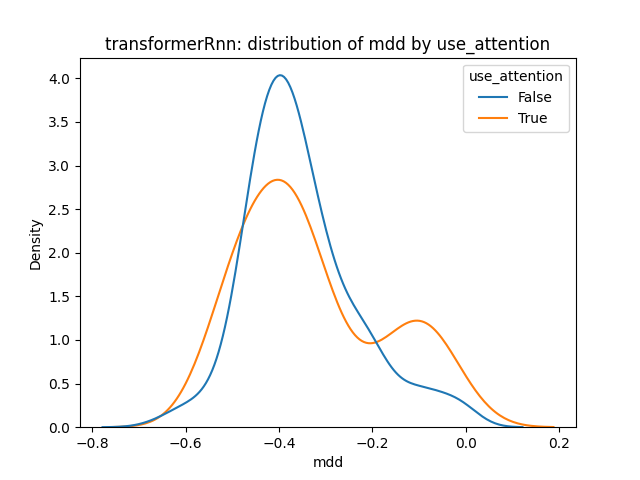 transformerRnn: distribution of mdd by use_attention
use_attention
False
True
Density
4.0
3.5
3.0
2.5
2.0
1.5
1.0
0.5
0.0
−0.8
−0.6
−0.4
−0.2
0.0
0.2
mdd